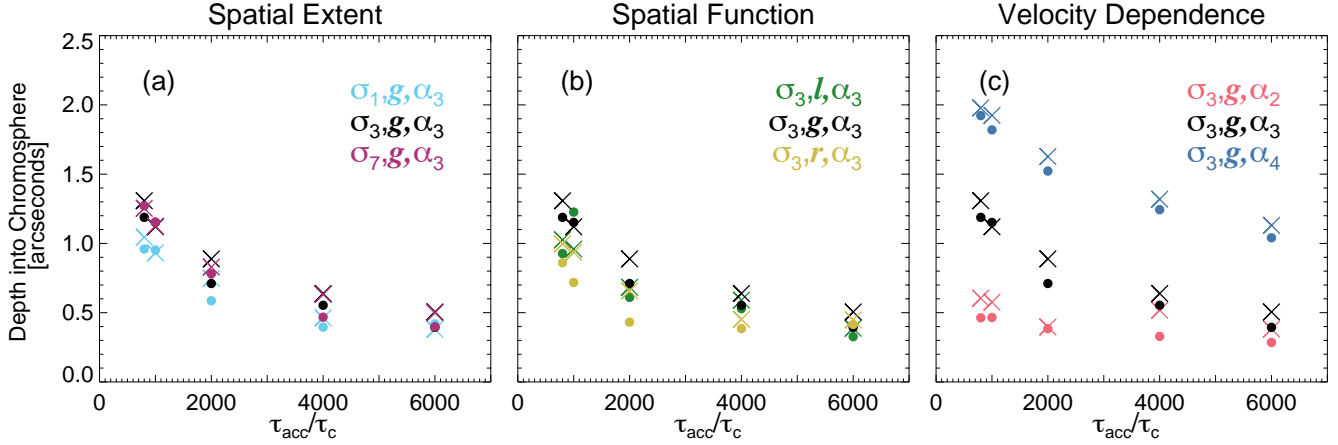 Spatial Extent
Spatial Function
Velocity Dependence
Depth into Chromosphere
[arcseconds]
2.5
2.0
1.5
1.0
0.5
0.0
(a)
σ1,g,α3
σ3,g,α3
σ7,g,α3
0 2000 4000 6000
τacc/τc
(b)
σ3,l,α3
σ3,g,α3
σ3,r,α3
0 2000 4000 6000
τacc/τc
(c)
σ3,g,α2
σ3,g,α3
σ3,g,α4
0 2000 4000 6000
τacc/τc